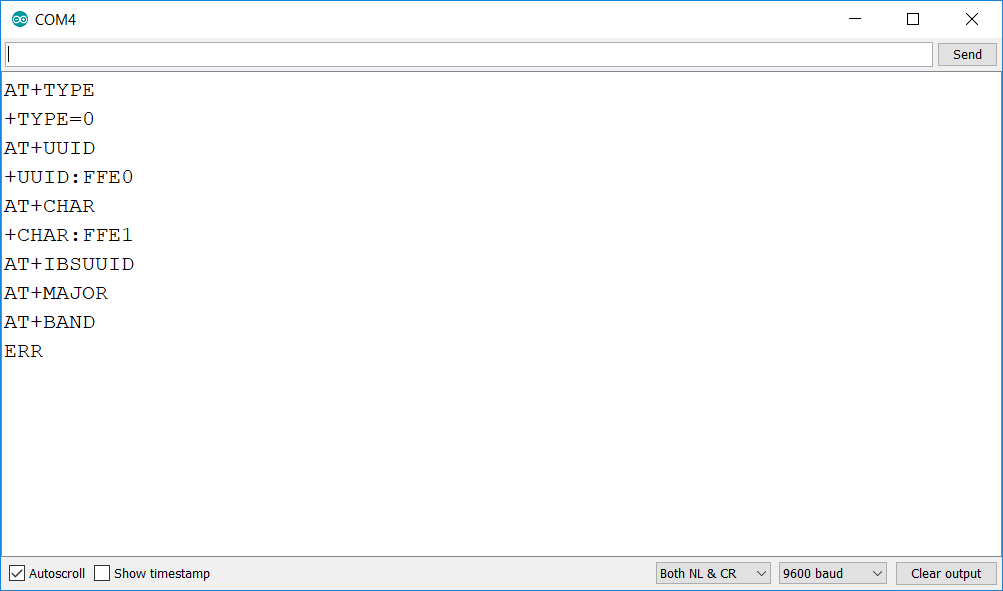 COM4
Send
AT+TYPE
+TYPE=0
AT+UUID
+UUID:FFE0
AT+CHAR
+CHAR:FFE1
AT+IBSUUID
AT+MAJOR
AT+BAND
ERR
Autoscroll Show timestamp Both NL & CR 9600 baud Clear output